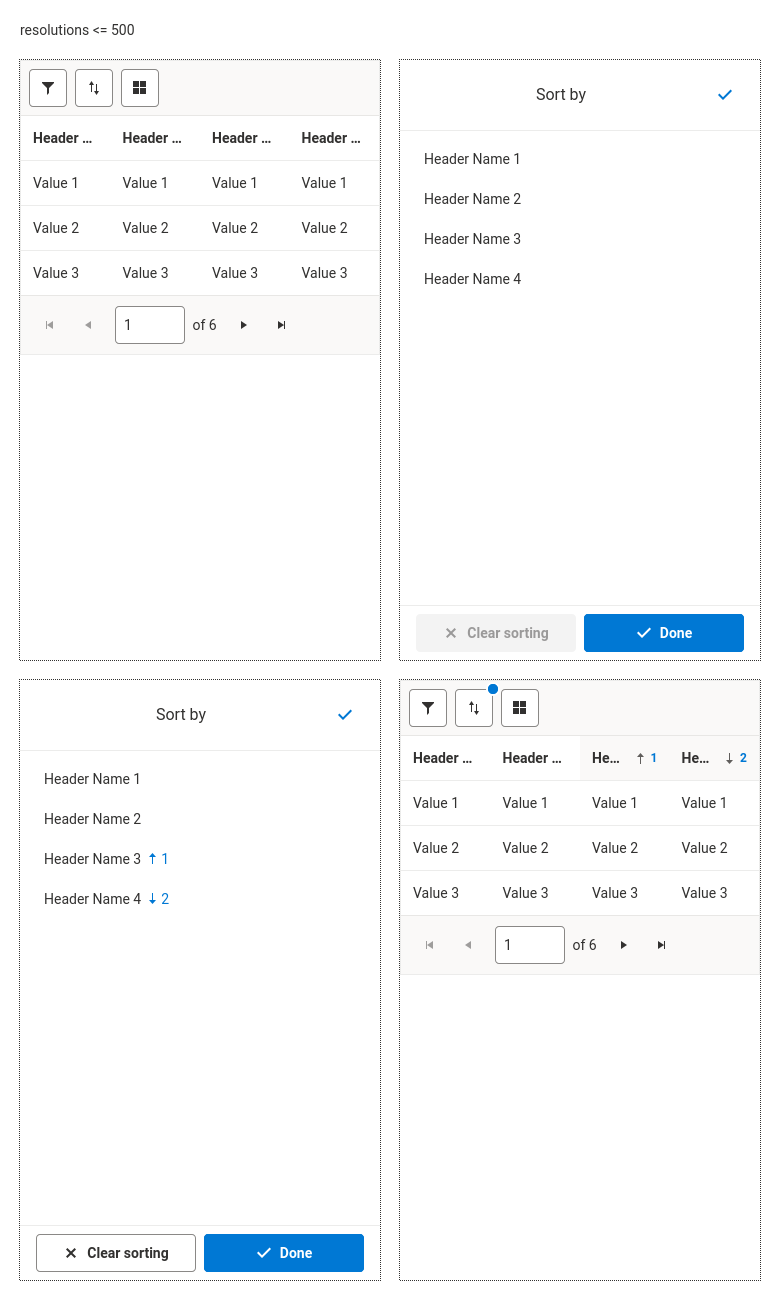 resolutions <= 500
Header ... Header ... Header ... Header ...
Value 1 Value 1 Value 1 Value 1
Value 2 Value 2 Value 2 Value 2
Value 3 Value 3 Value 3 Value 3
1 of 6
Sort by
Header Name 1
Header Name 2
Header Name 3
Header Name 4
Clear sorting Done
Sort by
Header Name 1
Header Name 2
Header Name 3 ↑ 1
Header Name 4 ↓ 2
Clear sorting Done
Header ... Header ... He... ↑ 1 He... ↓ 2
Value 1 Value 1 Value 1 Value 1
Value 2 Value 2 Value 2 Value 2
Value 3 Value 3 Value 3 Value 3
1 of 6